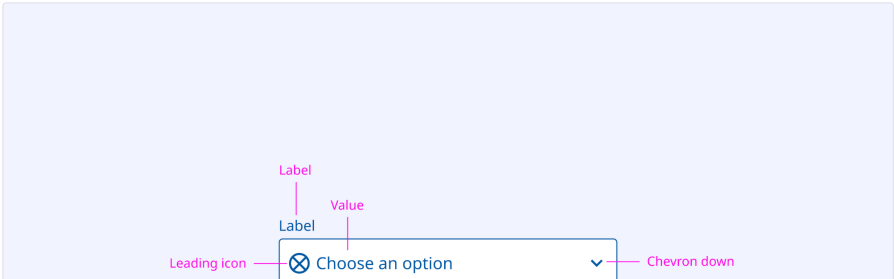 Label
Value
Label
Leading icon
Choose an option
Chevron down